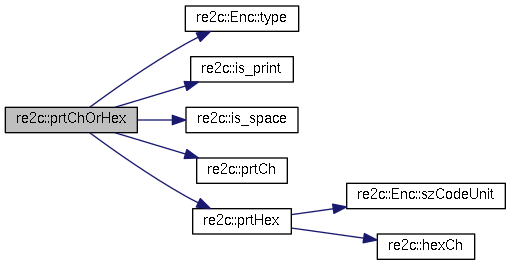 re2c::Enc::type
re2c::is_print
re2c::prtChOrHex
re2c::is_space
re2c::prtCh
re2c::Enc::szCodeUnit
re2c::prtHex
re2c::hexCh